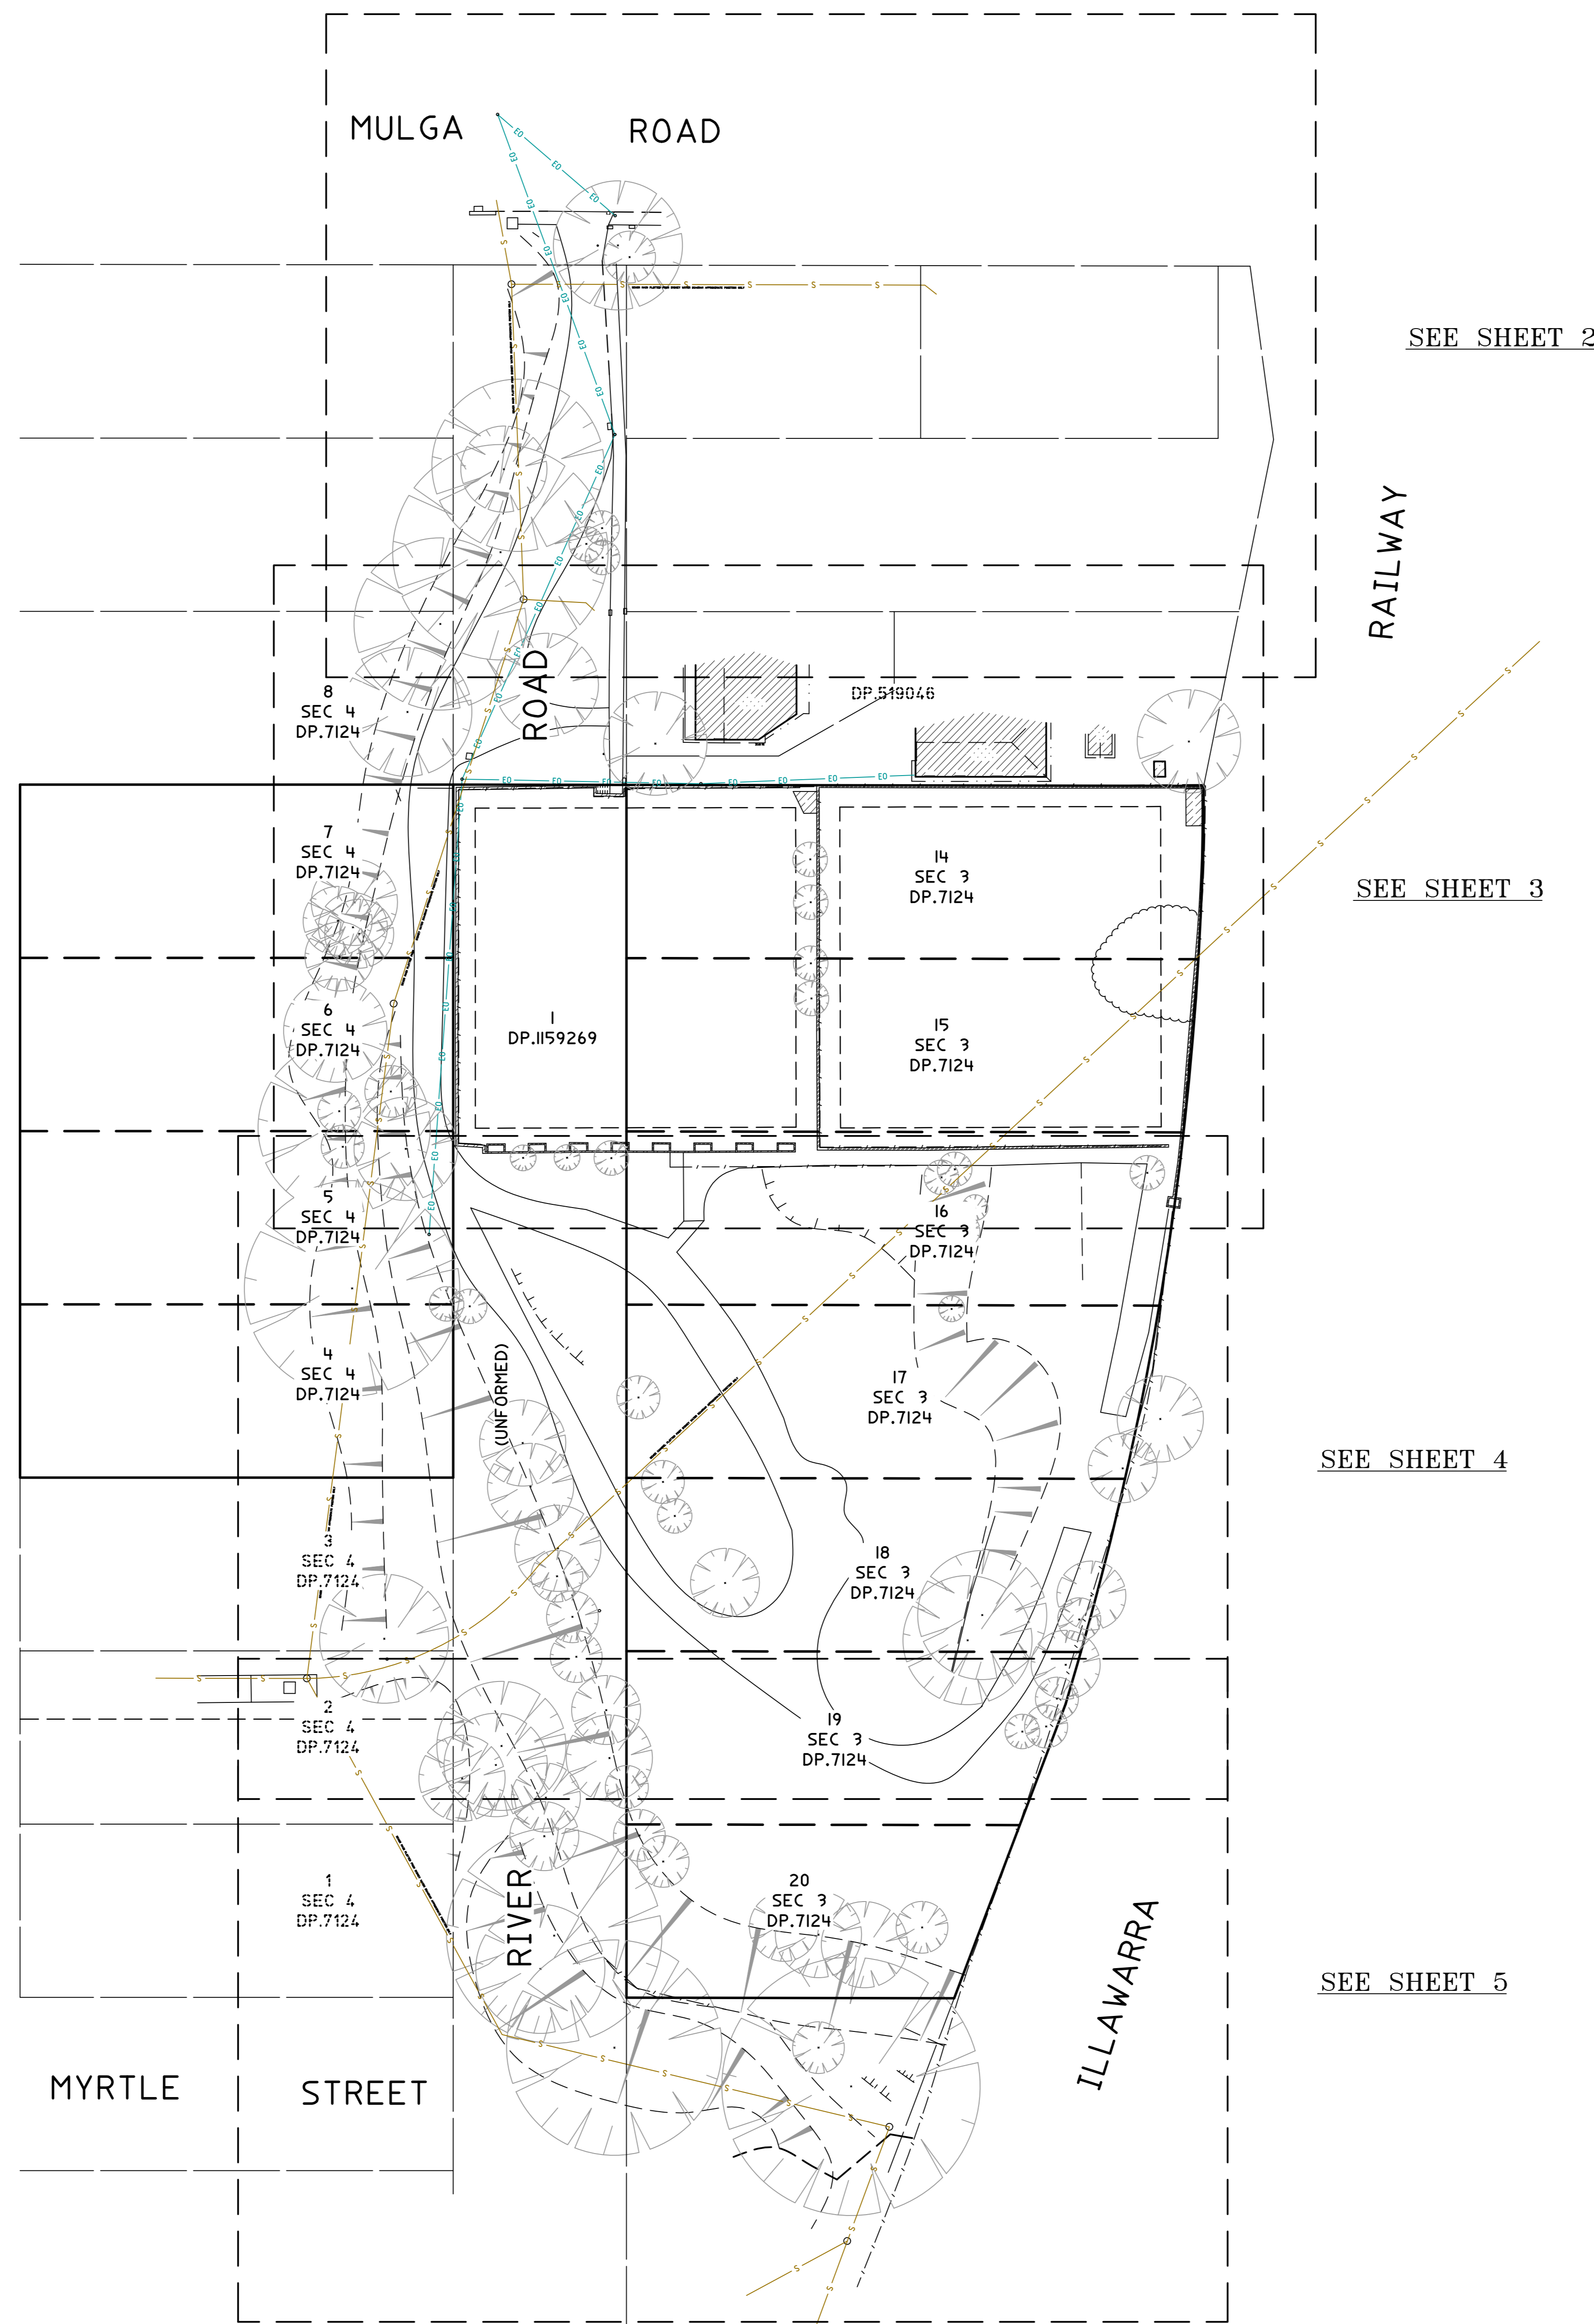 MULGA ROAD
SEE SHEET 2
RAILWAY
ROAD
8
SEC 4
DP.7124
DP.519046
7
SEC 4
DP.7124
14
SEC 3
DP.7124
SEE SHEET 3
6
SEC 4
DP.7124
1
DP.1159269
15
SEC 3
DP.7124
5
SEC 4
DP.7124
16
SEC 3
DP.7124
4
SEC 4
DP.7124
(UNFORMED)
17
SEC 3
DP.7124
SEE SHEET 4
3
SEC 4
DP.7124
18
SEC 3
DP.7124
2
SEC 4
DP.7124
19
SEC 3
DP.7124
1
SEC 4
DP.7124
RIVER
20
SEC 3
DP.7124
SEE SHEET 5
ILLAWARRA
MYRTLE STREET